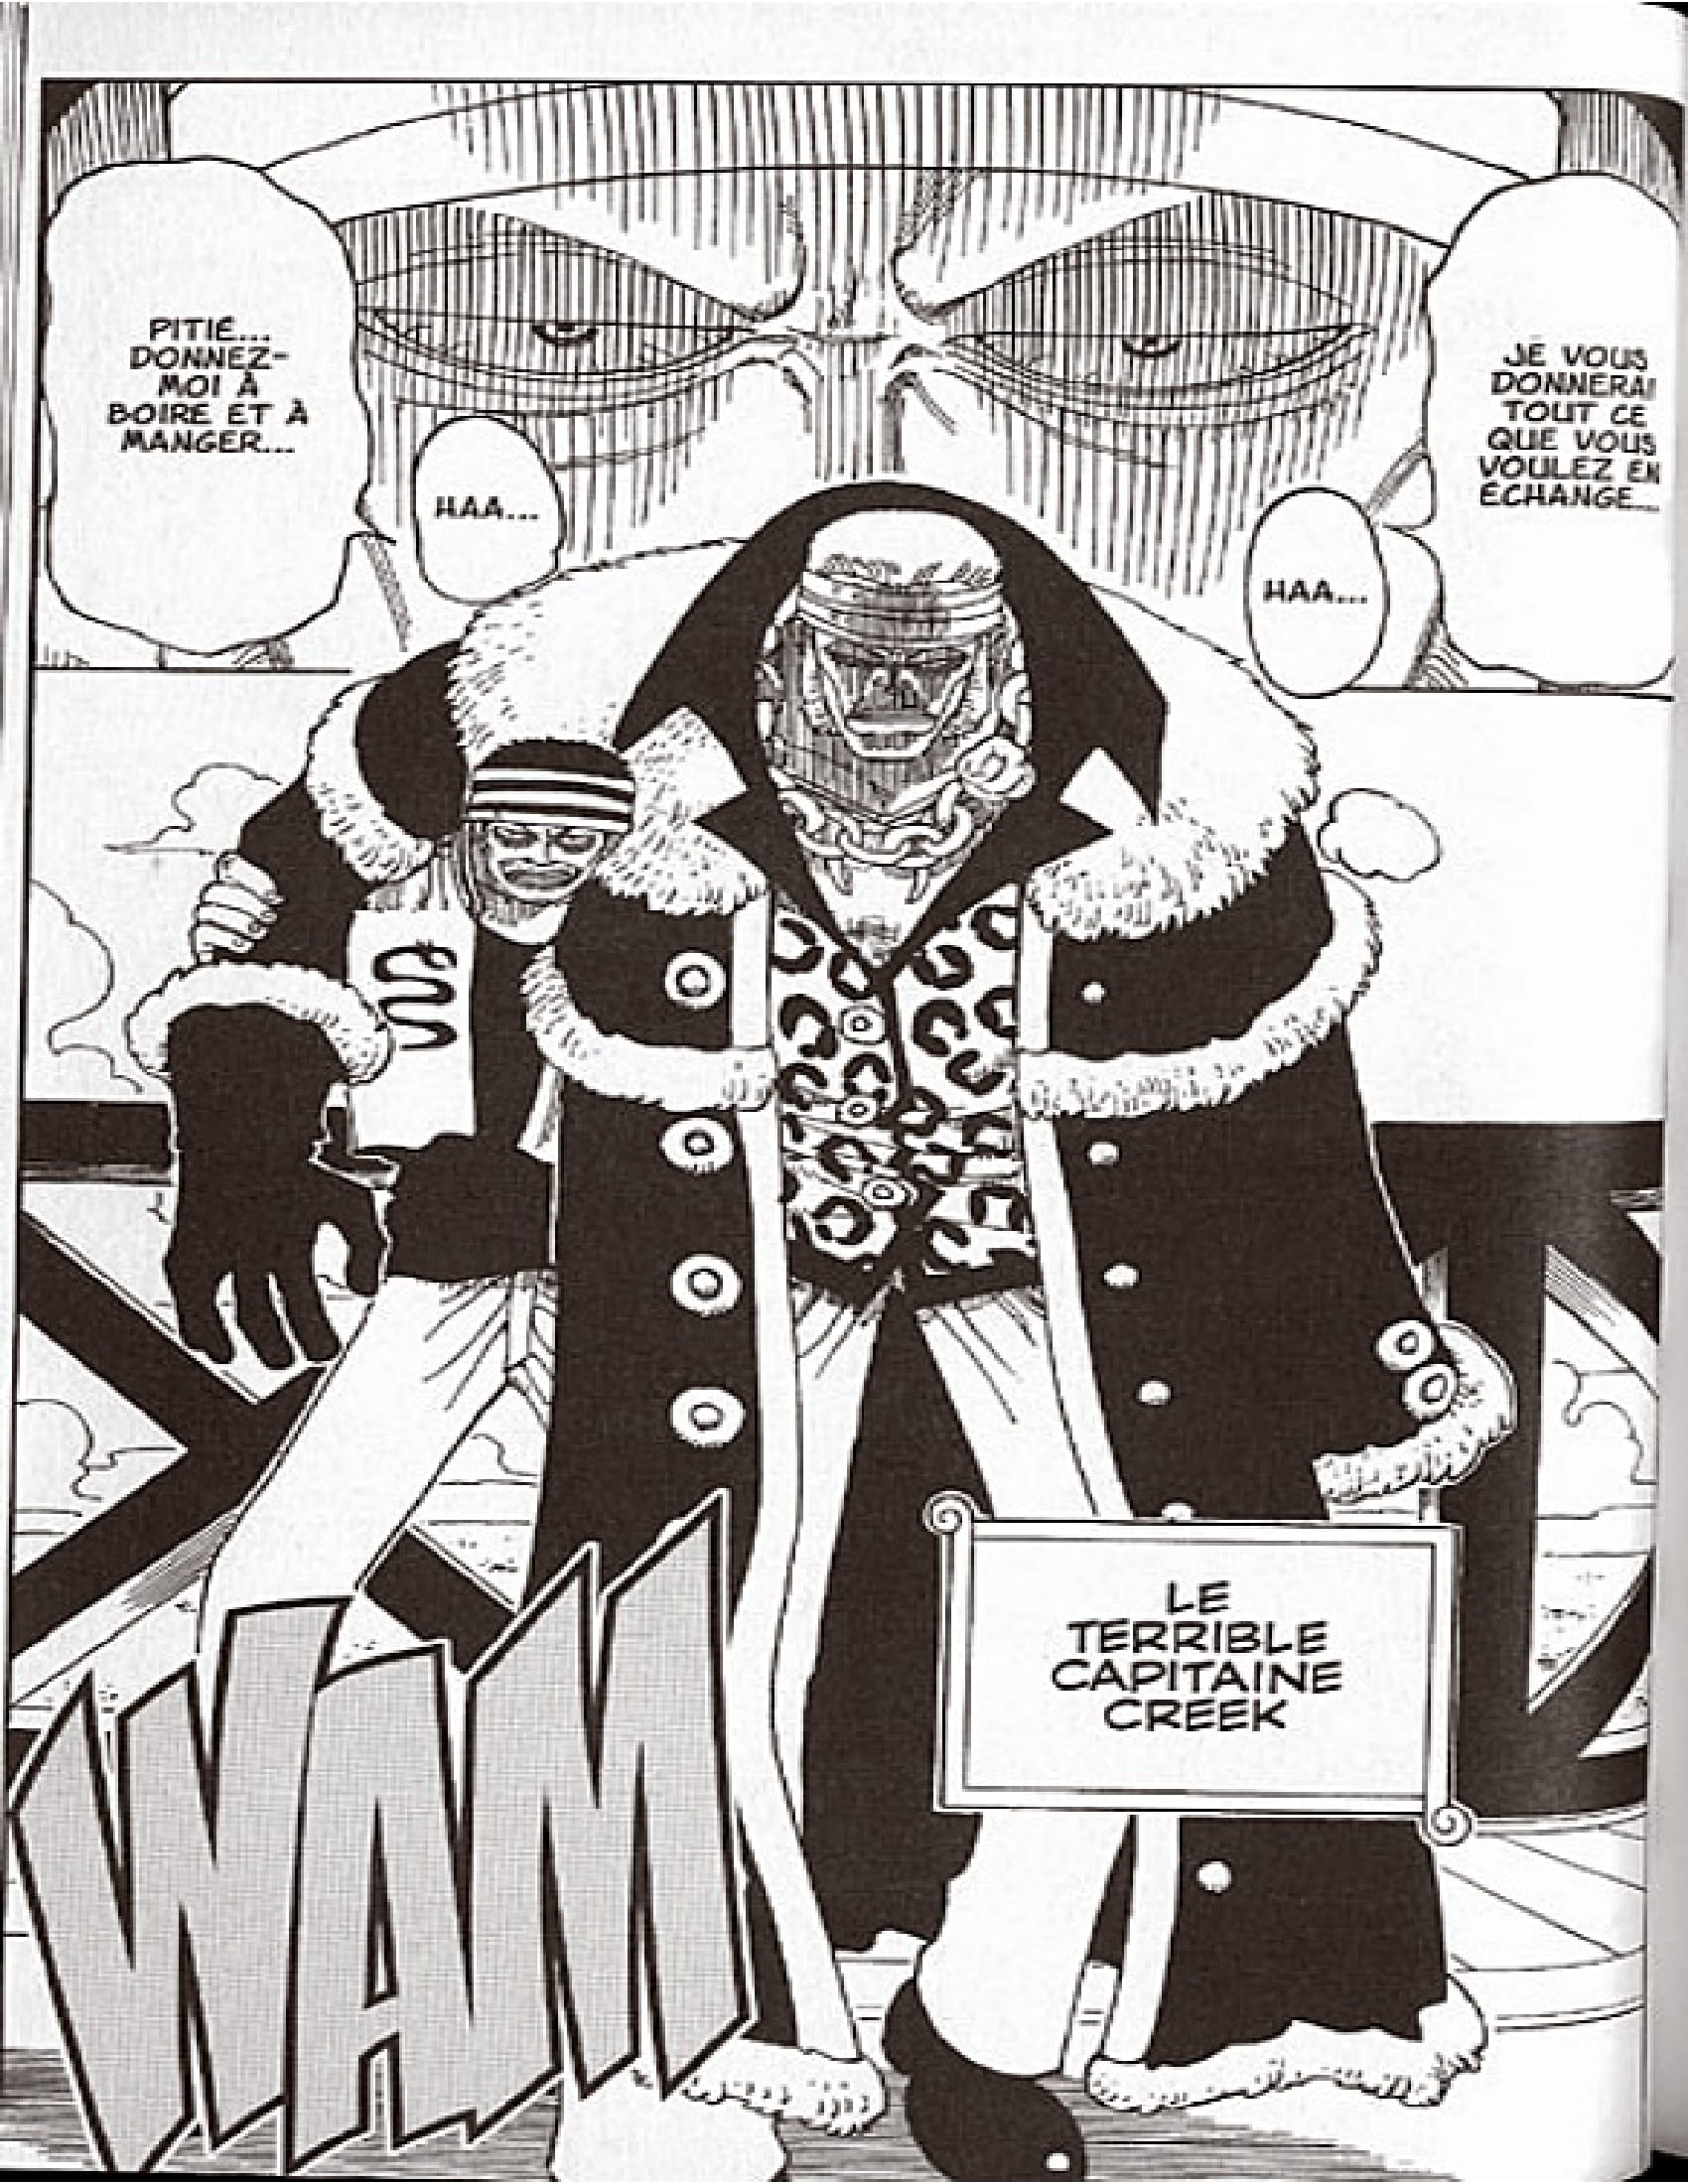 PITIÉ...
DONNEZ-
MOI À
BOIRE ET À
MANGER...
HAA...
HAA...
JE VOUS
DONNERAI
TOUT CE
QUE VOUS
VOULEZ EN
ÉCHANGE...
LE
TERRIBLE
CAPITAINE
CREEK
WAM